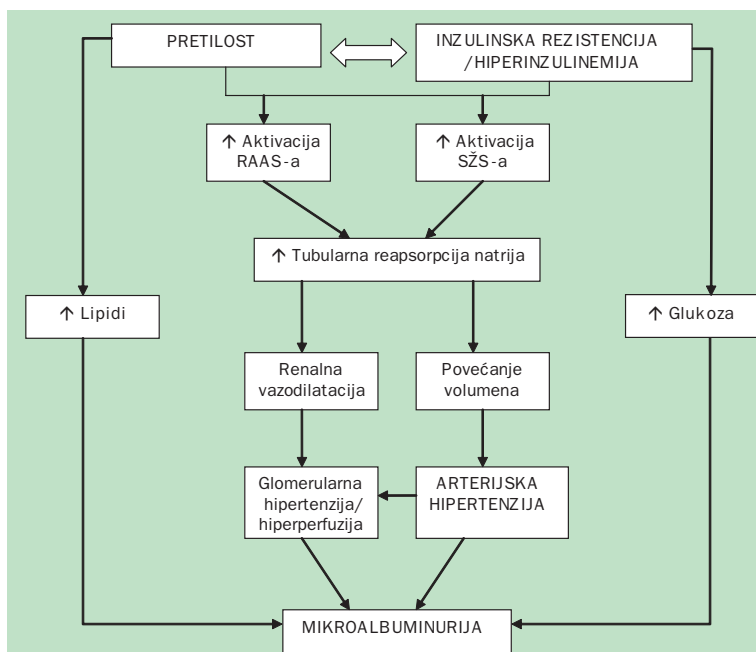 PRETILOST
INZULINSKA REZISTENCIJA
/HIPERINZULINEMIJA
↑ Aktivacija
RAAS-a
↑ Aktivacija
SŽS-a
↑ Tubularna reapsorpcija natrija
↑ Lipidi
↑ Glukoza
Renalna
vazodilatacija
Povećanje
volumena
Glomerularna
hipertenzija/
hiperperfuzija
ARTERIJSKA
HIPERTENZIJA
MIKROALBUMINURIJA